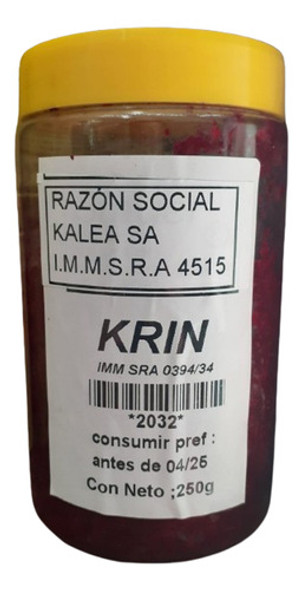 RAZÓN SOCIAL
KALEA SA
I.M.M.S.R.A 4515
KRIN
IMM SRA 0394/34
*2032*
consumir pref :
antes de 04/25
Con Neto ;250g